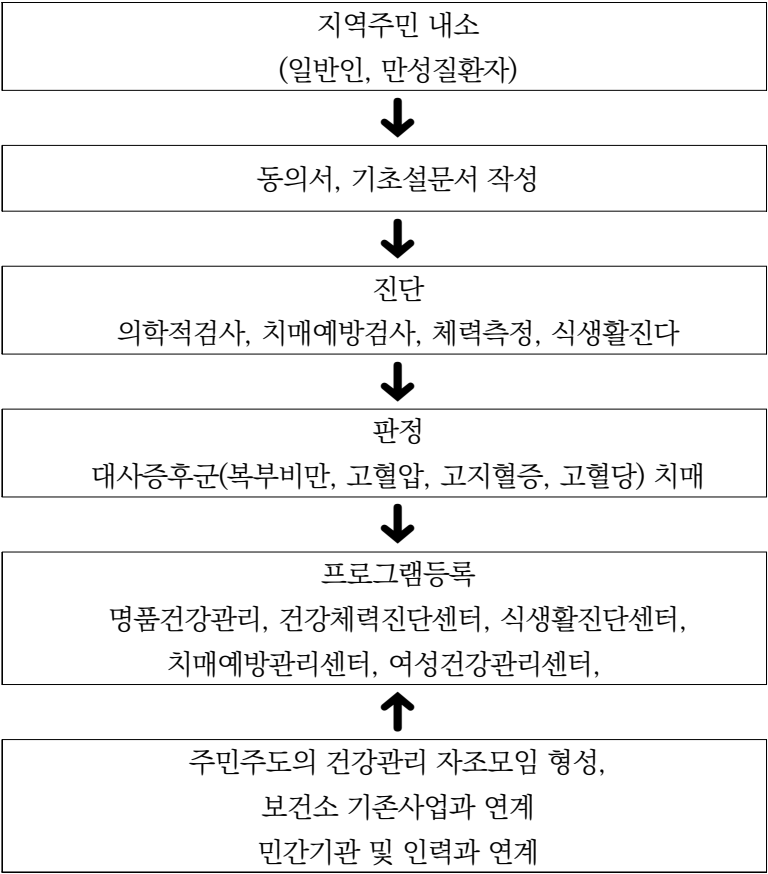 지역주민 내소
(일반인, 만성질환자)
동의서, 기초설문서 작성
진단
의학적검사, 치매예방검사, 체력측정, 식생활진다
판정
대사증후군(복부비만, 고혈압, 고지혈증, 고혈당) 치매
프로그램등록
명품건강관리, 건강체력진단센터, 식생활진단센터,
치매예방관리센터, 여성건강관리센터,
주민주도의 건강관리 자조모임 형성,
보건소 기존사업과 연계
민간기관 및 인력과 연계